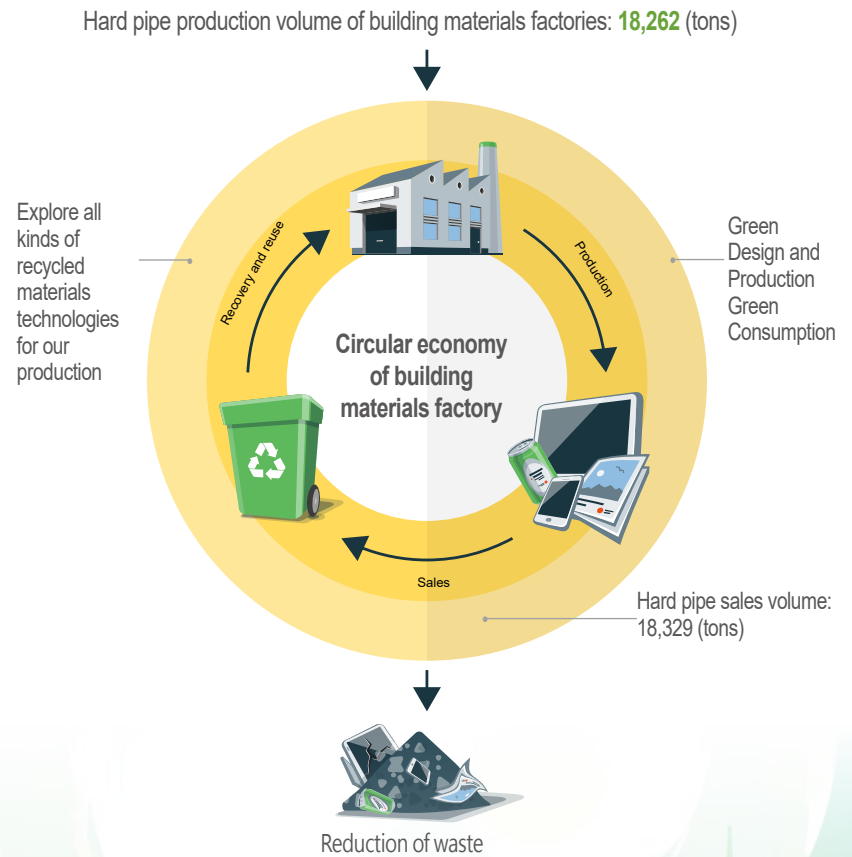 Hard pipe production volume of building materials factories: 18,262 (tons)
Explore all
kinds of
recycled
materials
technologies
for our
production
Recovery and reuse
Production
Green
Design and
Production
Green
Consumption
Circular economy
of building
materials factory
Sales
Hard pipe sales volume:
18,329 (tons)
Reduction of waste